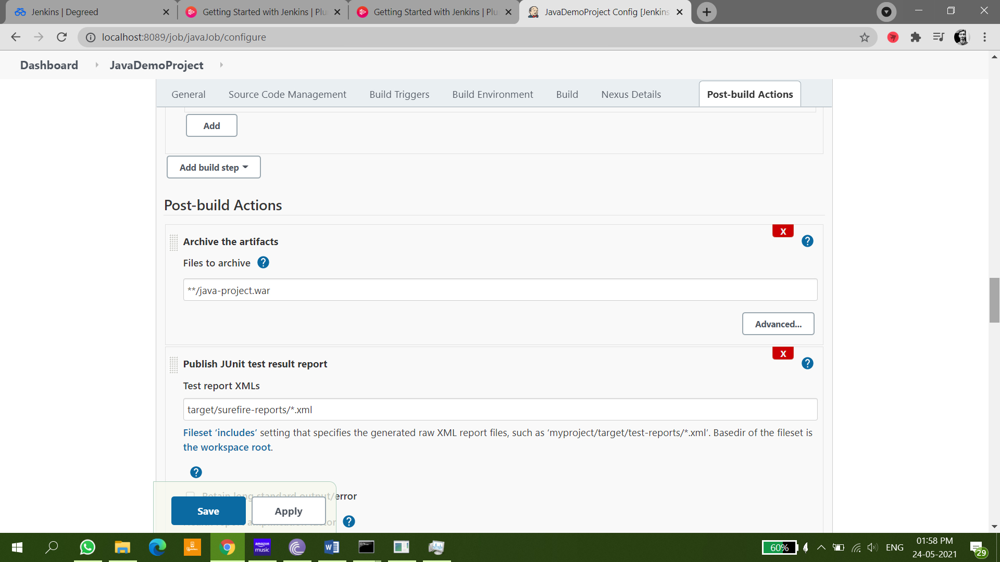 Jenkins | Degreed
Getting Started with Jenkins | Plu
Getting Started with Jenkins | Plu
JavaDemoProject Config [Jenkins
localhost:8089/job/javaJob/configure
Dashboard
JavaDemoProject
General
Source Code Management
Build Triggers
Build Environment
Build
Nexus Details
Post-build Actions
Add
Add build step
Post-build Actions
X
Archive the artifacts
?
Files to archive ?
**/java-project.war
Advanced...
X
Publish JUnit test result report
?
Test report XMLs
target/surefire-reports/*.xml
Fileset ‘includes’ setting that specifies the generated raw XML report files, such as ‘myproject/target/test-reports/*.xml’. Basedir of the fileset is
the workspace root.
?
Retain long standard output/error
Save
Apply
?
amazon
music
60%
ENG
01:58 PM
24-05-2021
29